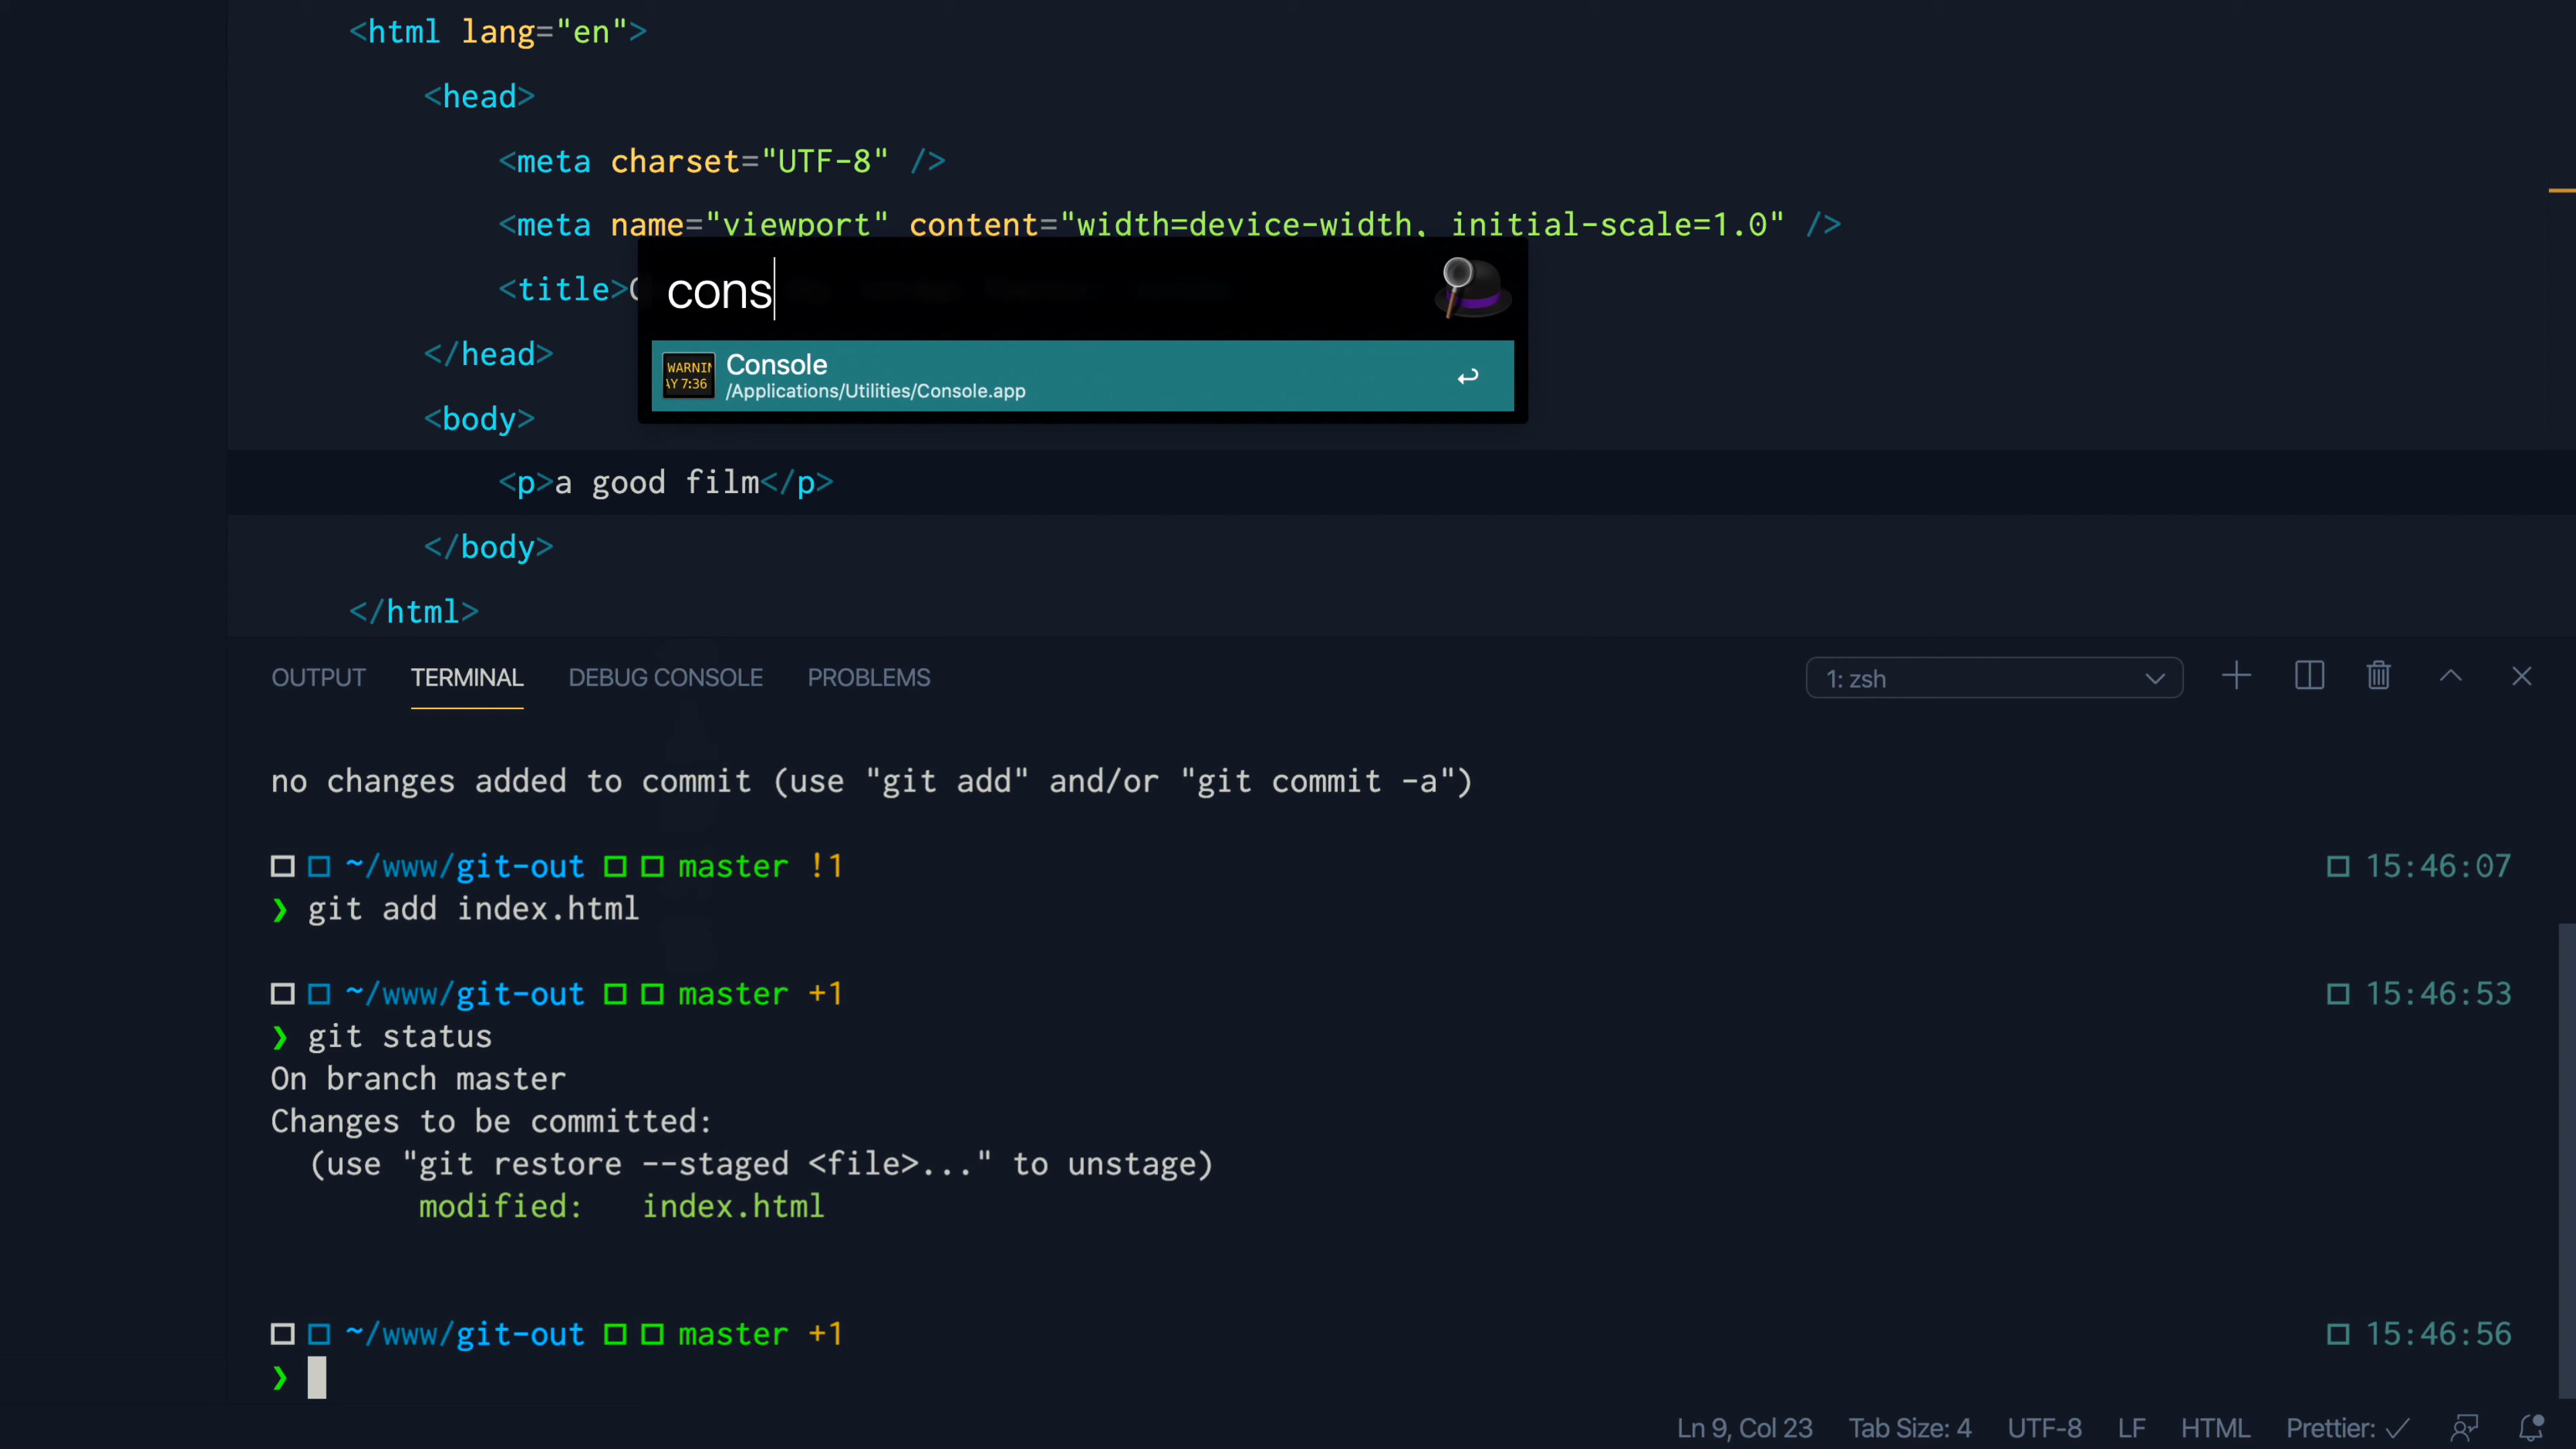 <html lang="en">
<head>
<meta charset="UTF-8" />
<meta name="viewport" content="width=device-width, initial-scale=1.0" />
<title>
cons
</head>
Console
/Applications/Utilities/Console.app
<body>
<p>a good film</p>
</body>
</html>
OUTPUT TERMINAL DEBUG CONSOLE PROBLEMS 1: zsh
no changes added to commit (use "git add" and/or "git commit -a")
~/www/git-out master !1 15:46:07
❯ git add index.html
~/www/git-out master +1 15:46:53
❯ git status
On branch master
Changes to be committed:
(use "git restore --staged <file>..." to unstage)
modified: index.html
~/www/git-out master +1 15:46:56
❯
Ln 9, Col 23 Tab Size: 4 UTF-8 LF HTML Prettier: ✓